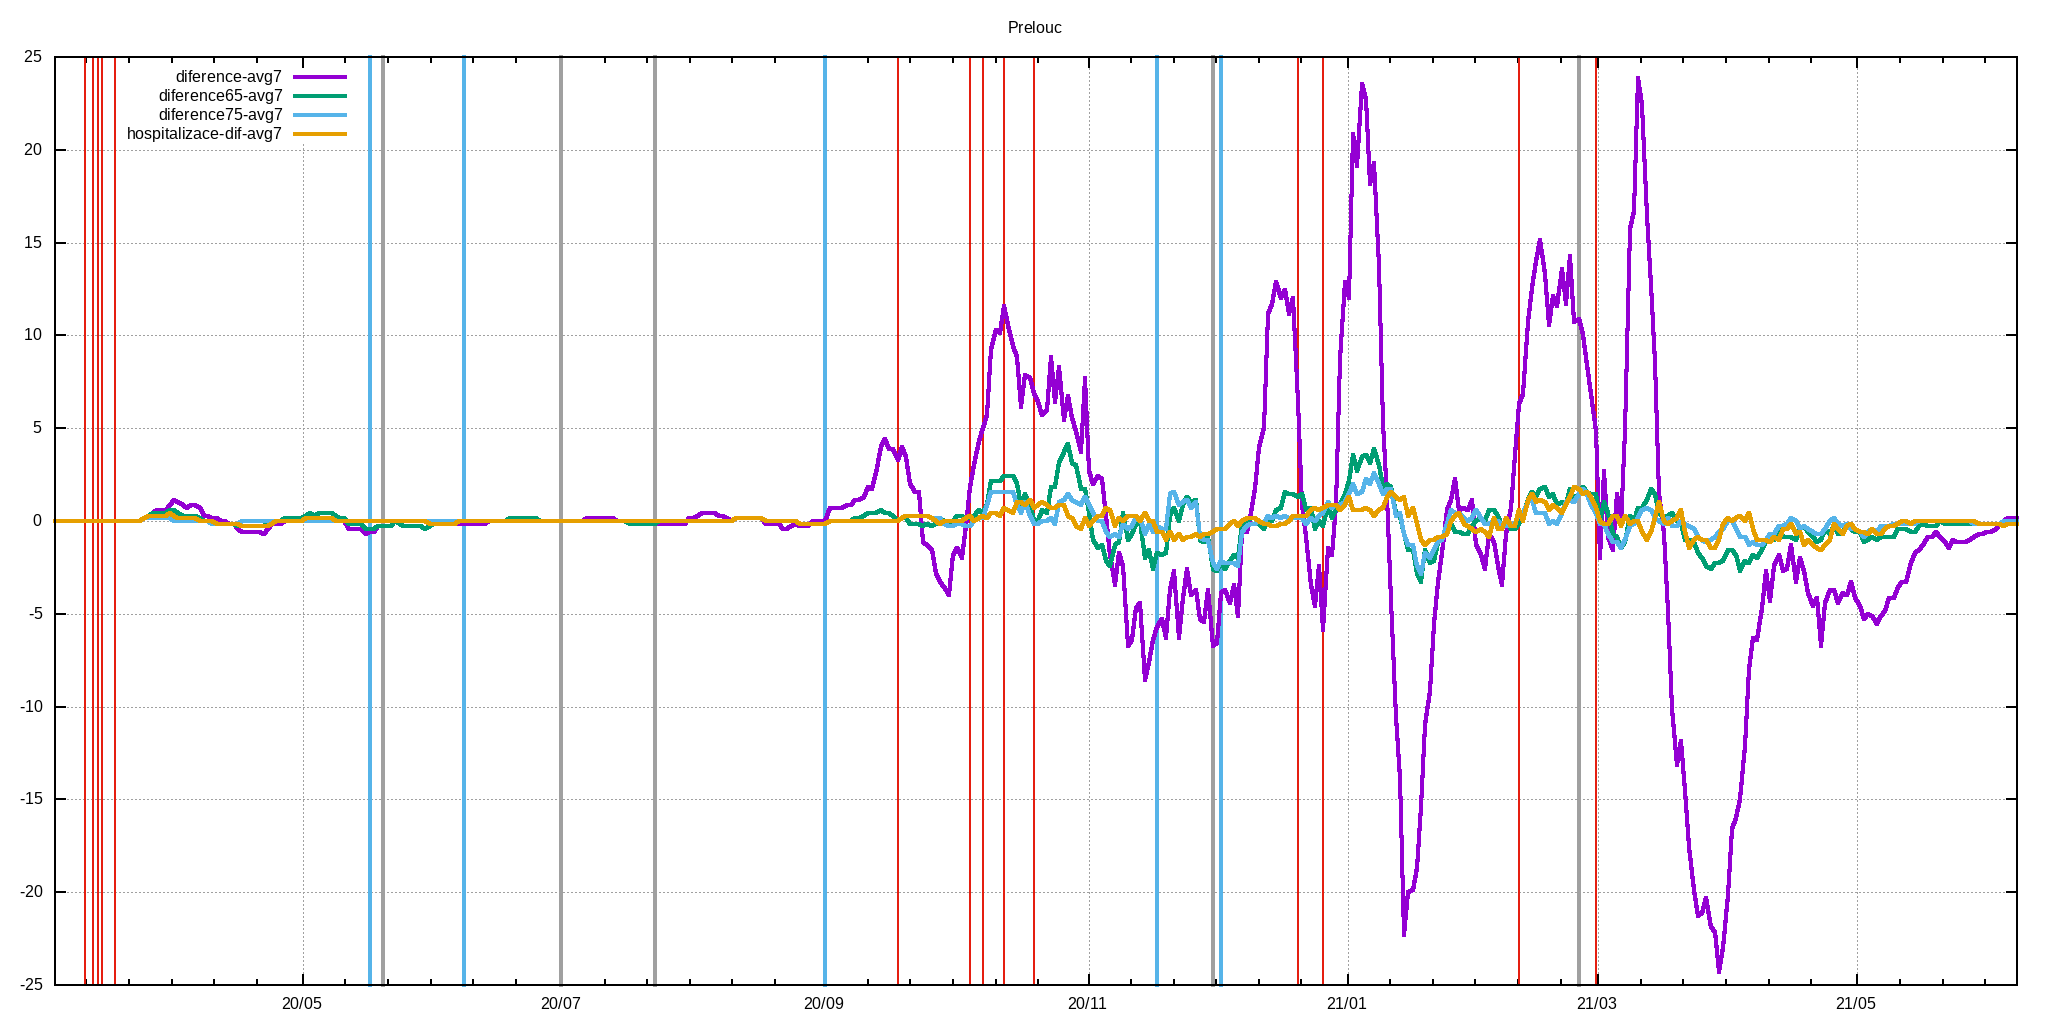 Prelouc
25
20
15
10
5
0
-5
-10
-15
-20
-25
diference-avg7
diference65-avg7
diference75-avg7
hospitalizace-dif-avg7
20/05 20/07 20/09 20/11 21/01 21/03 21/05